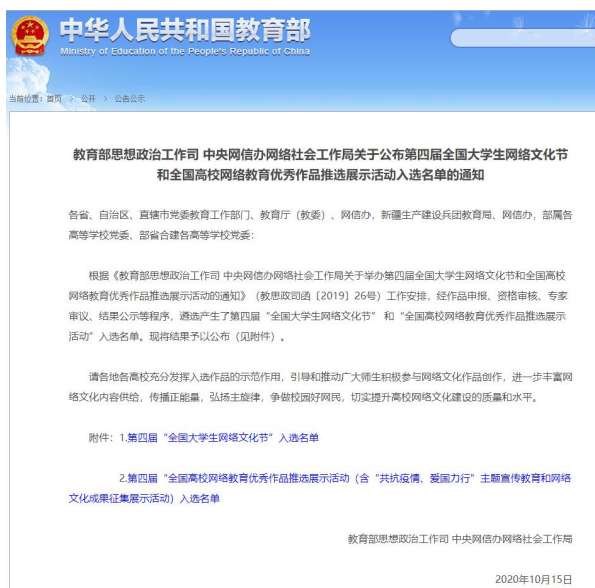 中华人民共和国教育部
Ministry of Education of the People's Republic of China
当前位置：首页 > 公开 > 公告公示
教育部思想政治工作司 中央网信办网络社会工作局关于公布第四届全国大学生网络文化节
和全国高校网络教育优秀作品推选展示活动入选名单的通知
各省、自治区、直辖市党委教育工作部门、教育厅（教委）、网信办，新疆生产建设兵团教育局、网信办，部属各
高等学校党委、部省合建各高等学校党委：
根据《教育部思想政治工作司 中央网信办网络社会工作局关于举办第四届全国大学生网络文化节和全国高校
网络教育优秀作品推选展示活动的通知》（教思政司函〔2019〕26号）工作安排，经作品申报、资格审核、专家
审议、结果公示等程序，遴选产生了第四届“全国大学生网络文化节” 和 “全国高校网络教育优秀作品推选展示
活动”入选名单。现将结果予以公布（见附件）。
请各地各高校充分发挥入选作品的示范作用，引导和推动广大师生积极参与网络文化作品创作，进一步丰富网
络文化内容供给，传播正能量，弘扬主旋律，争做校园好网民，切实提升高校网络文化建设的质量和水平。
附件：1.第四届“全国大学生网络文化节”入选名单
2.第四届“全国高校网络教育优秀作品推选展示活动（含“共抗疫情、爱国力行”主题宣传教育和网络
文化成果征集展示活动）入选名单
教育部思想政治工作司 中央网信办网络社会工作局
2020年10月15日